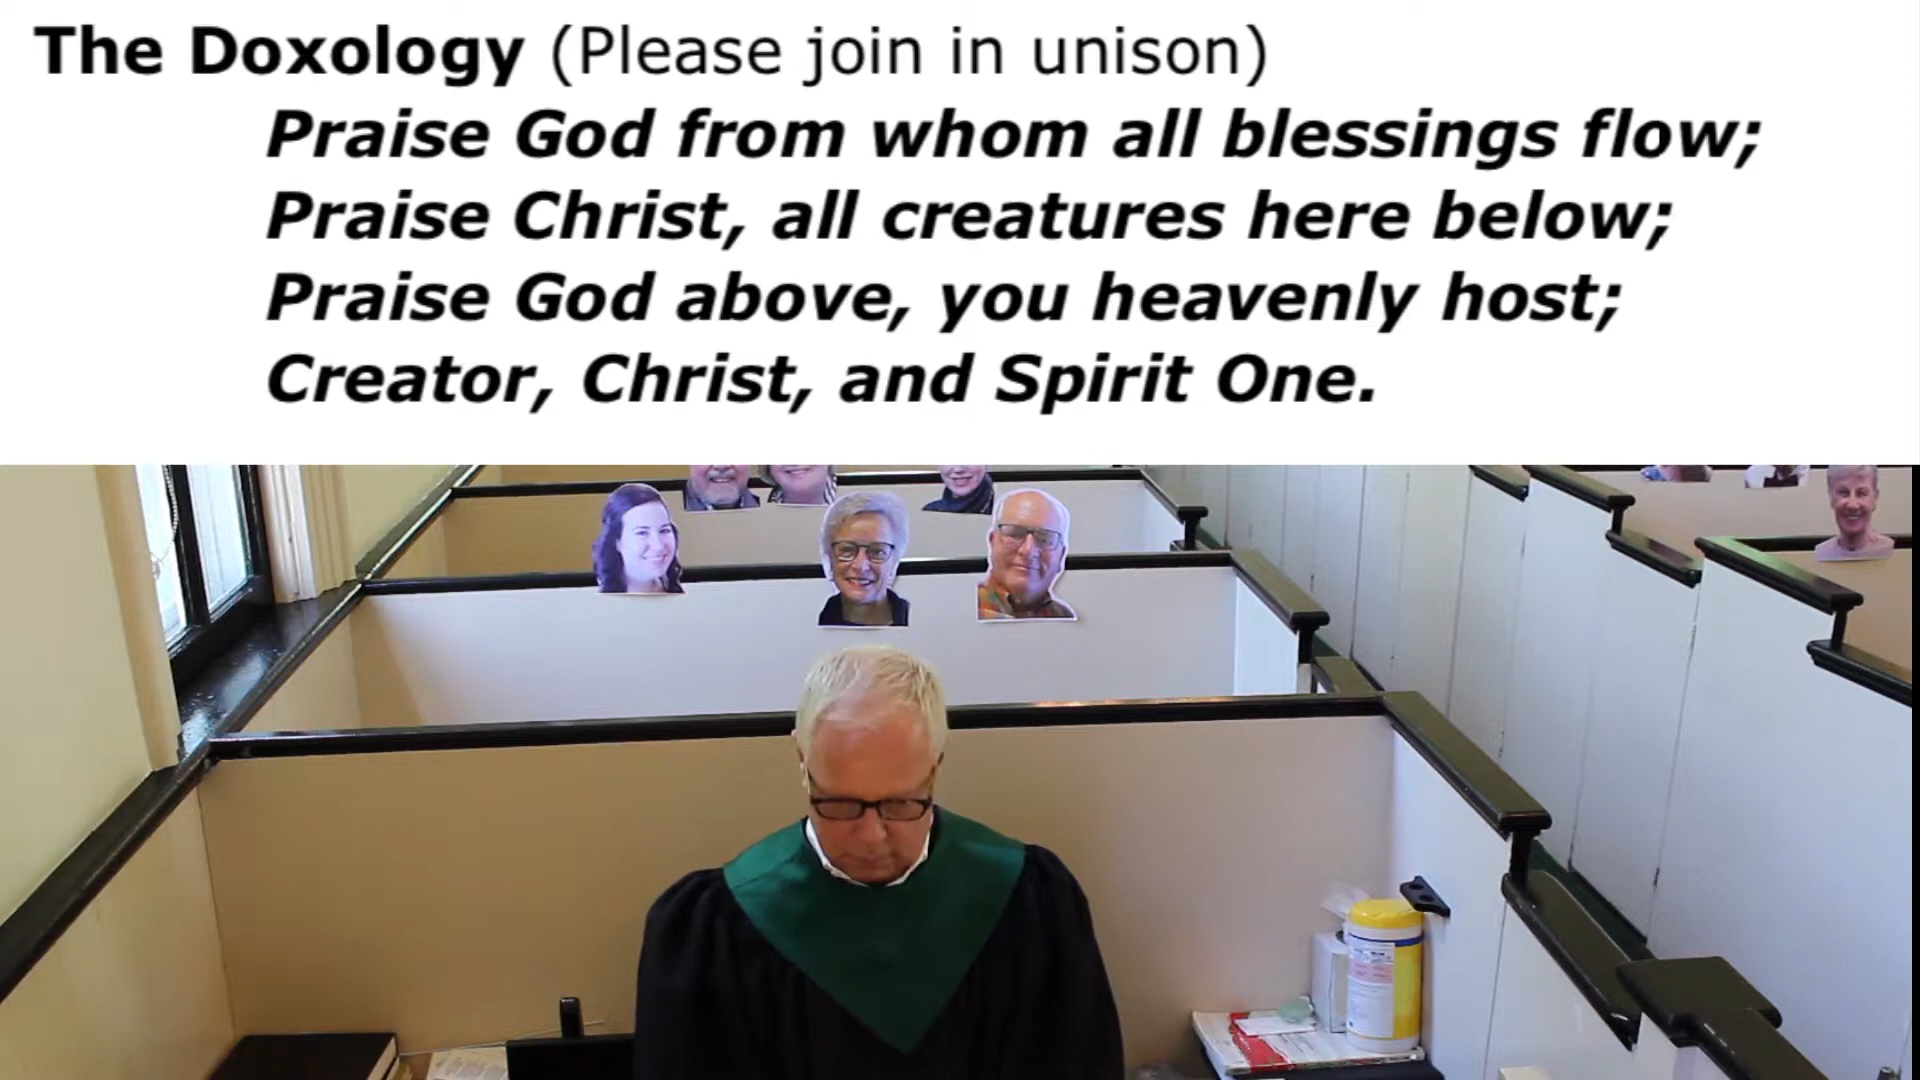 The Doxology (Please join in unison)
Praise God from whom all blessings flow;
Praise Christ, all creatures here below;
Praise God above, you heavenly host;
Creator, Christ, and Spirit One.